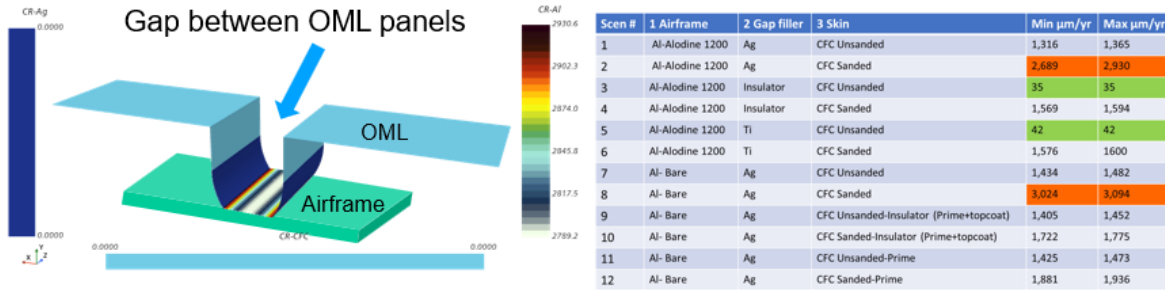 CR-Ag
0.0000
0.0000
Gap between OML panels
OML
Airframe
CR-CFC
0.0000
0.0000
Y
X
Z
CR-Al
2930.6
2902.3
2874.0
2845.8
2817.5
2789.2
Scen # 1 Airframe 2 Gap filler 3 Skin Min µm/yr Max µm/yr
1 Al-Alodine 1200 Ag CFC Unsanded 1,316 1,365
2 Al-Alodine 1200 Ag CFC Sanded 2,689 2,930
3 Al-Alodine 1200 Insulator CFC Unsanded 35 35
4 Al-Alodine 1200 Insulator CFC Sanded 1,569 1,594
5 Al-Alodine 1200 Ti CFC Unsanded 42 42
6 Al-Alodine 1200 Ti CFC Sanded 1,576 1600
7 Al- Bare Ag CFC Unsanded 1,434 1,482
8 Al- Bare Ag CFC Sanded 3,024 3,094
9 Al- Bare Ag CFC Unsanded-Insulator (Prime+topcoat) 1,405 1,452
10 Al- Bare Ag CFC Sanded-Insulator (Prime+topcoat) 1,722 1,775
11 Al- Bare Ag CFC Unsanded-Prime 1,425 1,473
12 Al- Bare Ag CFC Sanded-Prime 1,881 1,936